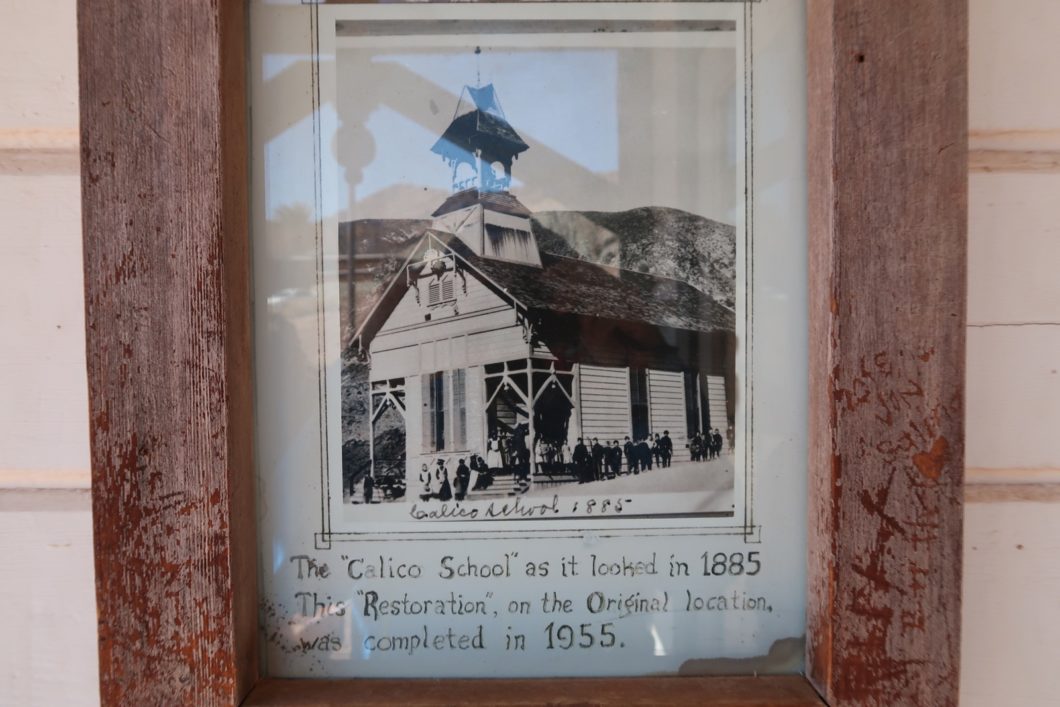 Calico School 1885
The "Calico School" as it looked in 1885
This "Restoration", on the Original location,
was completed in 1955.